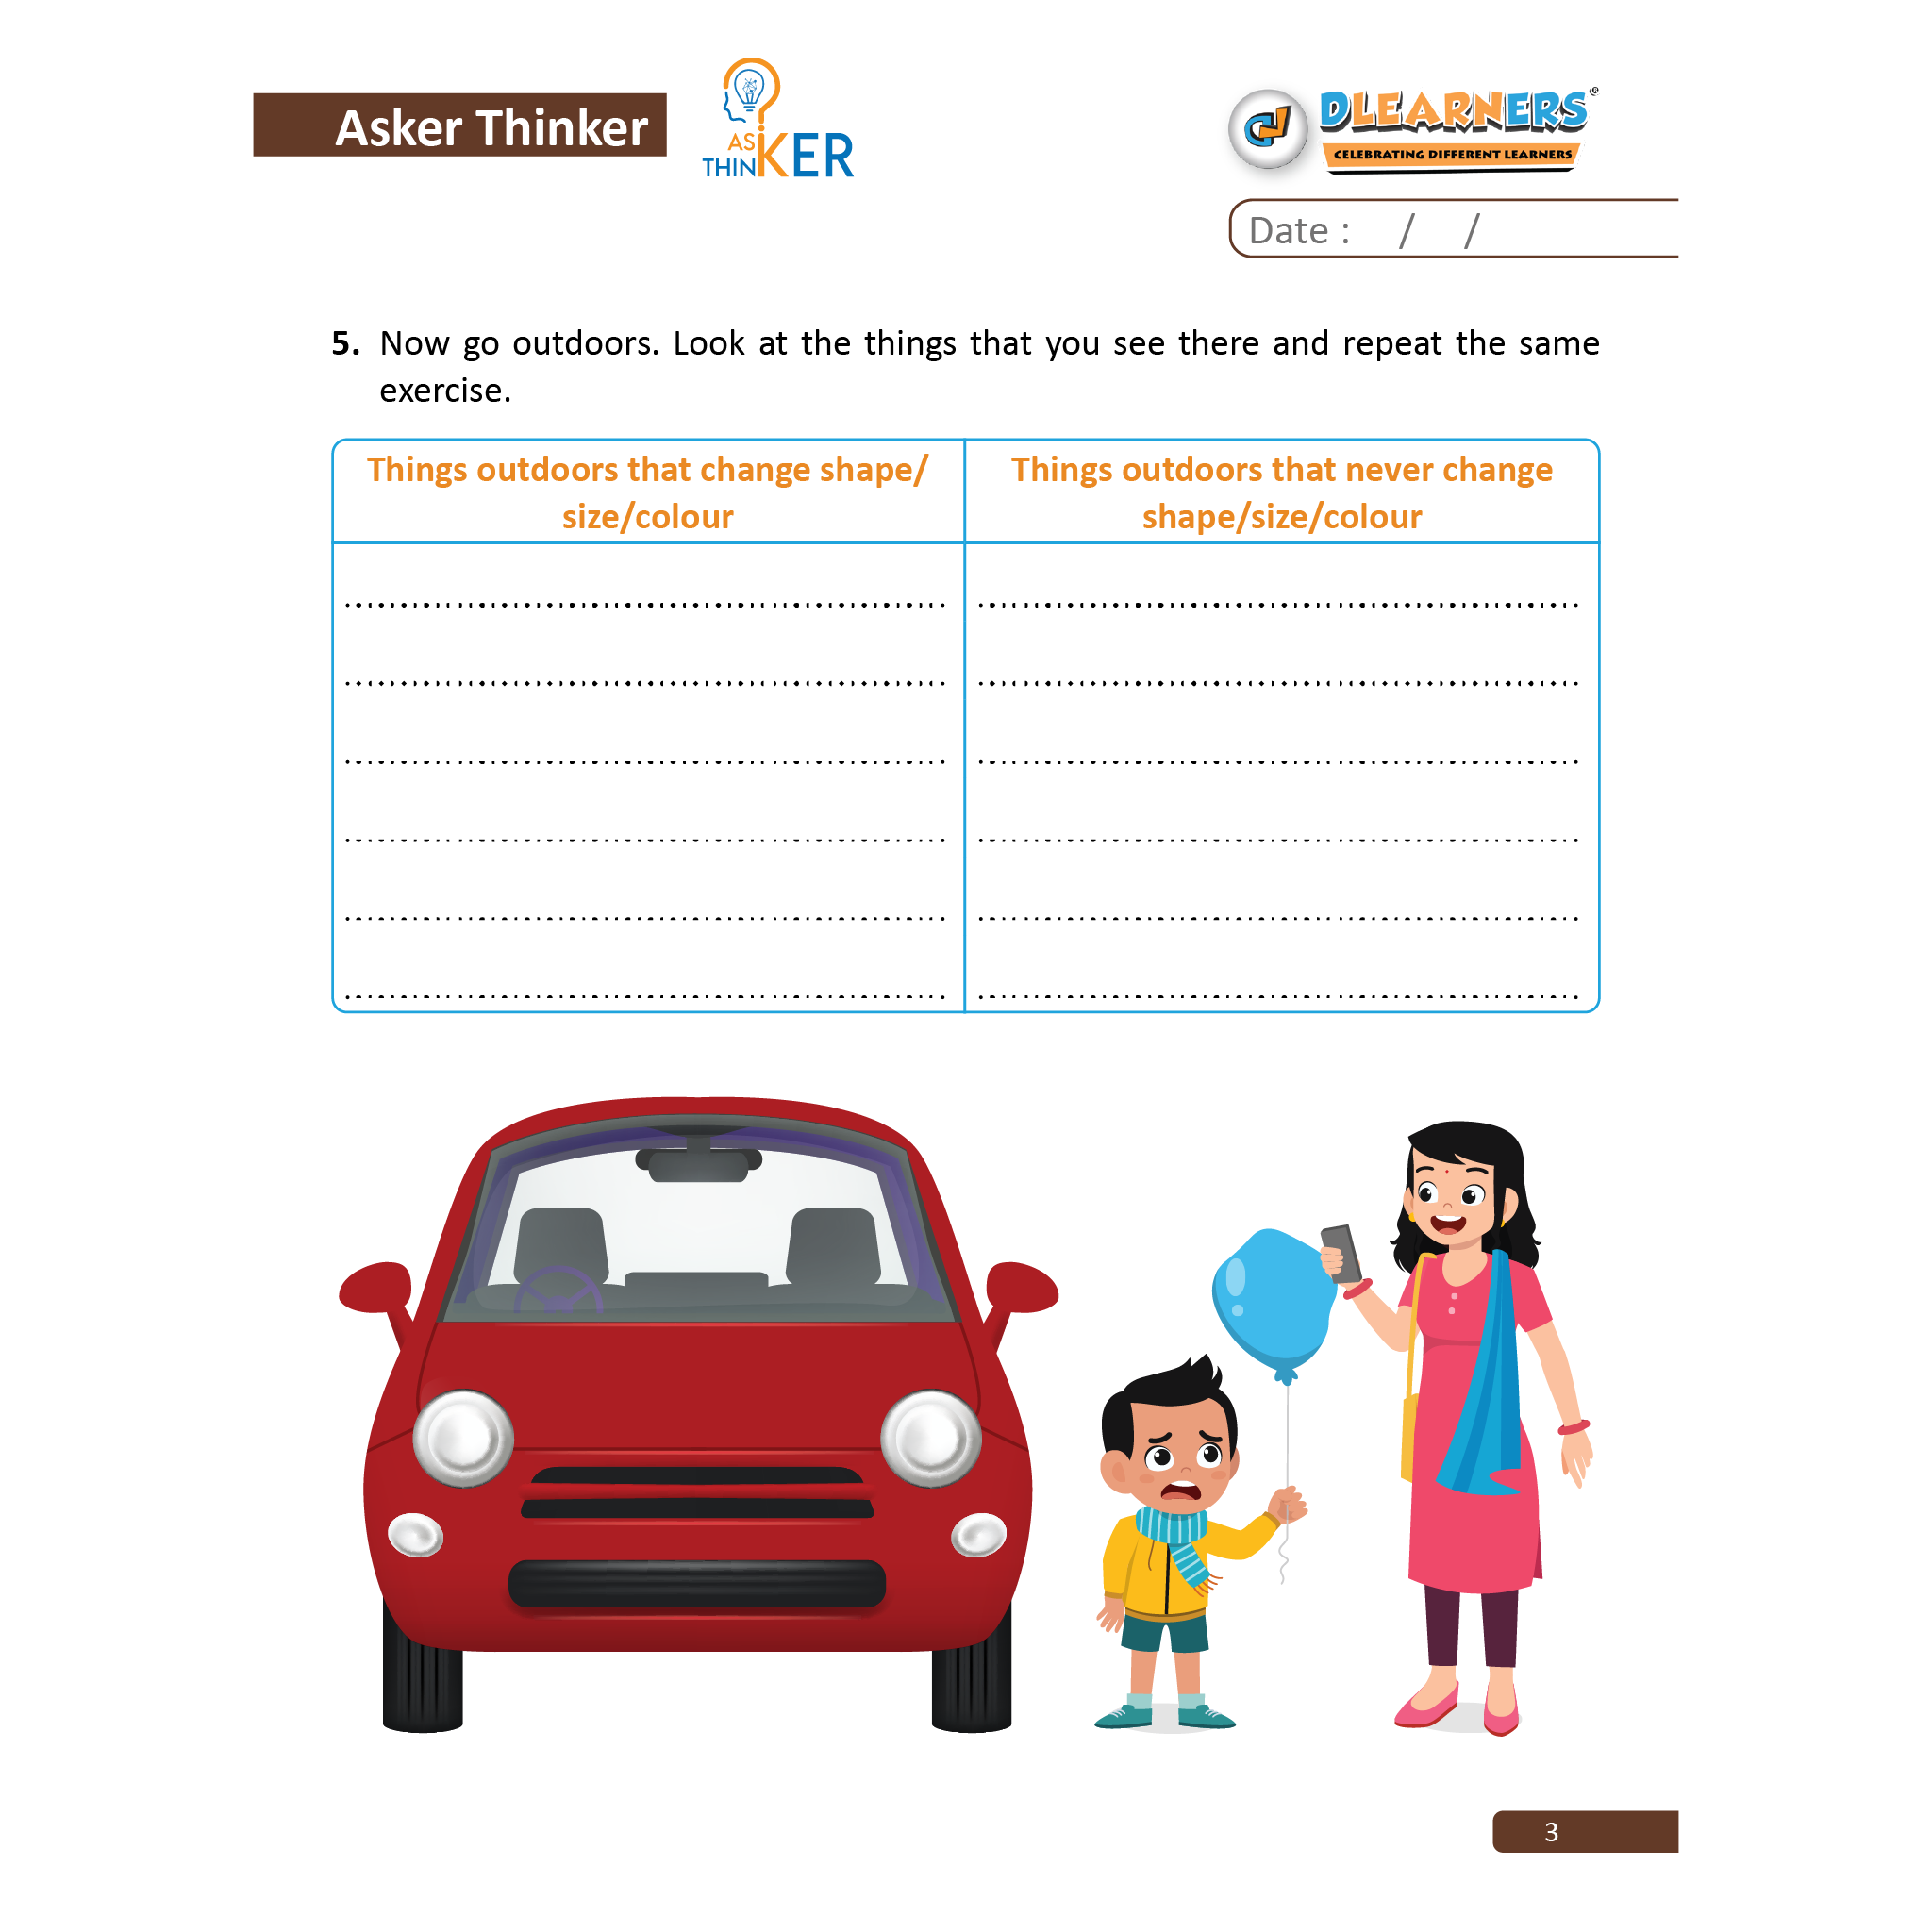 Asker Thinker
AS
THINKER
DLEARNERS®
CELEBRATING DIFFERENT LEARNERS
Date : / /
5. Now go outdoors. Look at the things that you see there and repeat the same
exercise.
Things outdoors that change shape/
size/colour
Things outdoors that never change
shape/size/colour
3